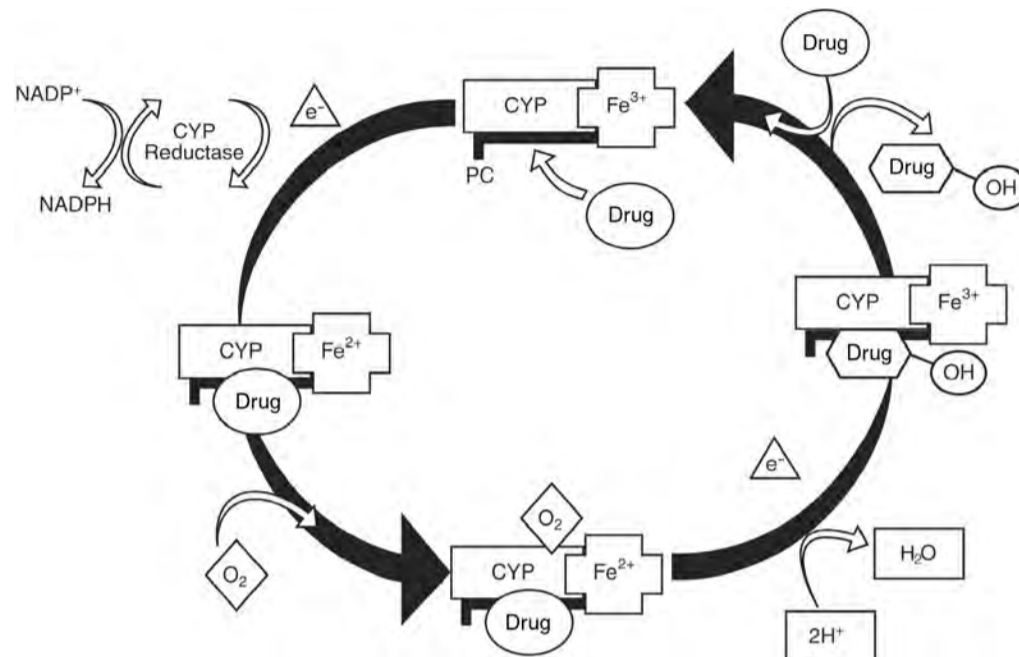 Drug
NADP⁺
e⁻
CYP
Fe³⁺
CYP
Reductase
Drug
OH
PC
NADPH
Drug
CYP
Fe³⁺
CYP
Fe²⁺
Drug
OH
Drug
e⁻
O₂
CYP
Fe²⁺
H₂O
O₂
Drug
2H⁺